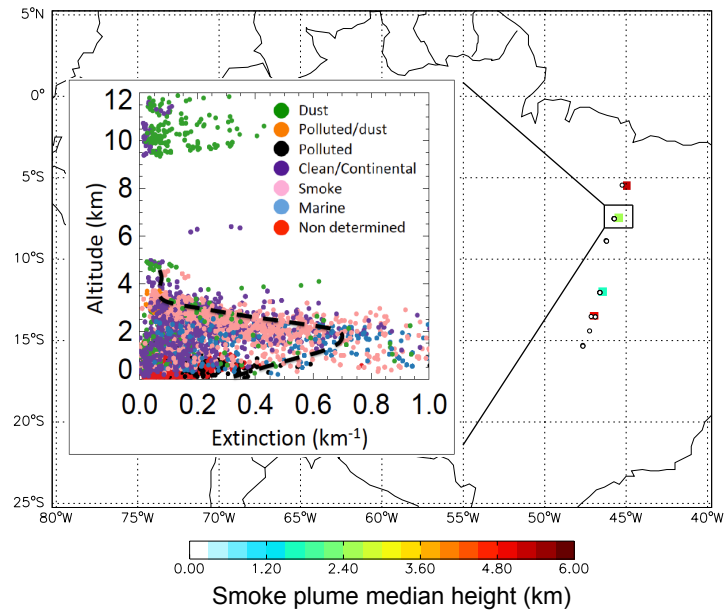 5°N
0°
5°S
10°S
15°S
20°S
25°S
80°W 75°W 70°W 65°W 60°W 55°W 50°W 45°W 40°W
12
10
8
6
4
2
0
Altitude (km)
Dust
Polluted/dust
Polluted
Clean/Continental
Smoke
Marine
Non determined
0.0 0.2 0.4 0.6 0.8 1.0
Extinction (km⁻¹)
0.00 1.20 2.40 3.60 4.80 6.00
Smoke plume median height (km)